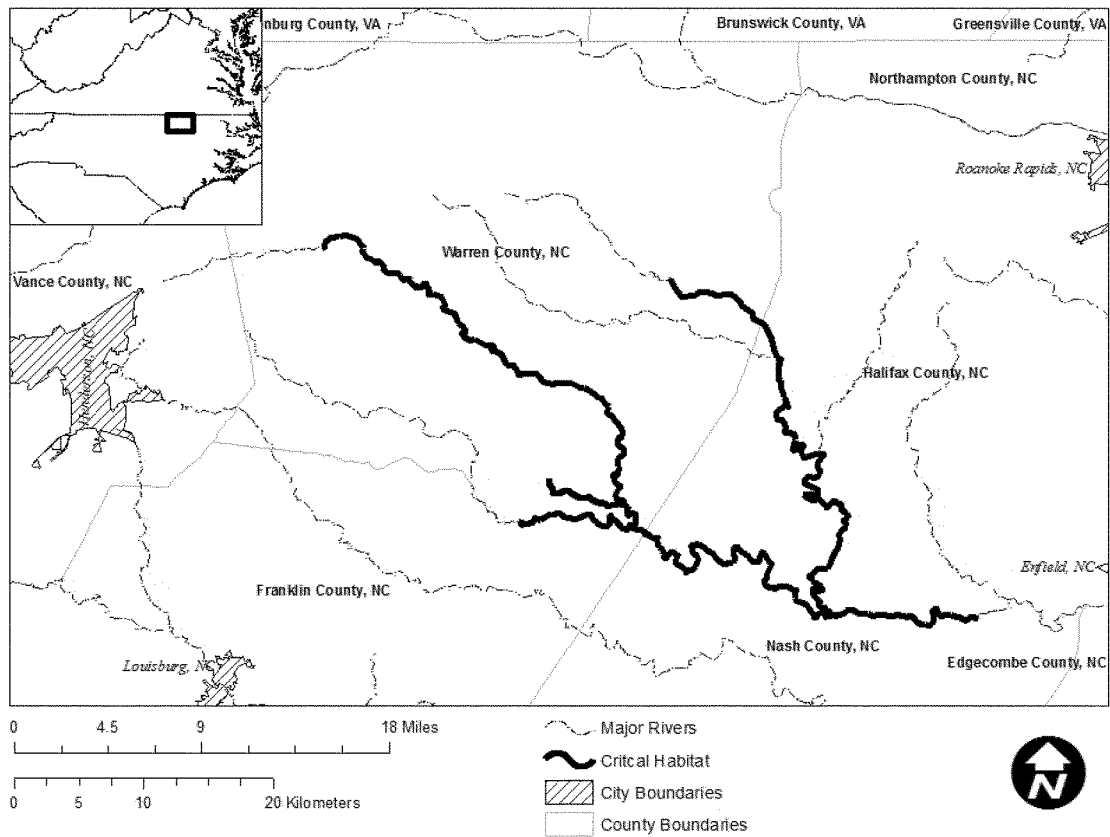 nburg County, VA
Brunswick County, VA
Greensville County, VA
Northampton County, NC
Roanoke Rapids, NC
Warren County, NC
Vance County, NC
Henderson, NC
Halifax County, NC
Enfield, NC
Franklin County, NC
Nash County, NC
Louisburg, NC
Edgecombe County, NC
0 4.5 9 18 Miles
0 5 10 20 Kilometers
Major Rivers
Critcal Habitat
City Boundaries
County Boundaries
N